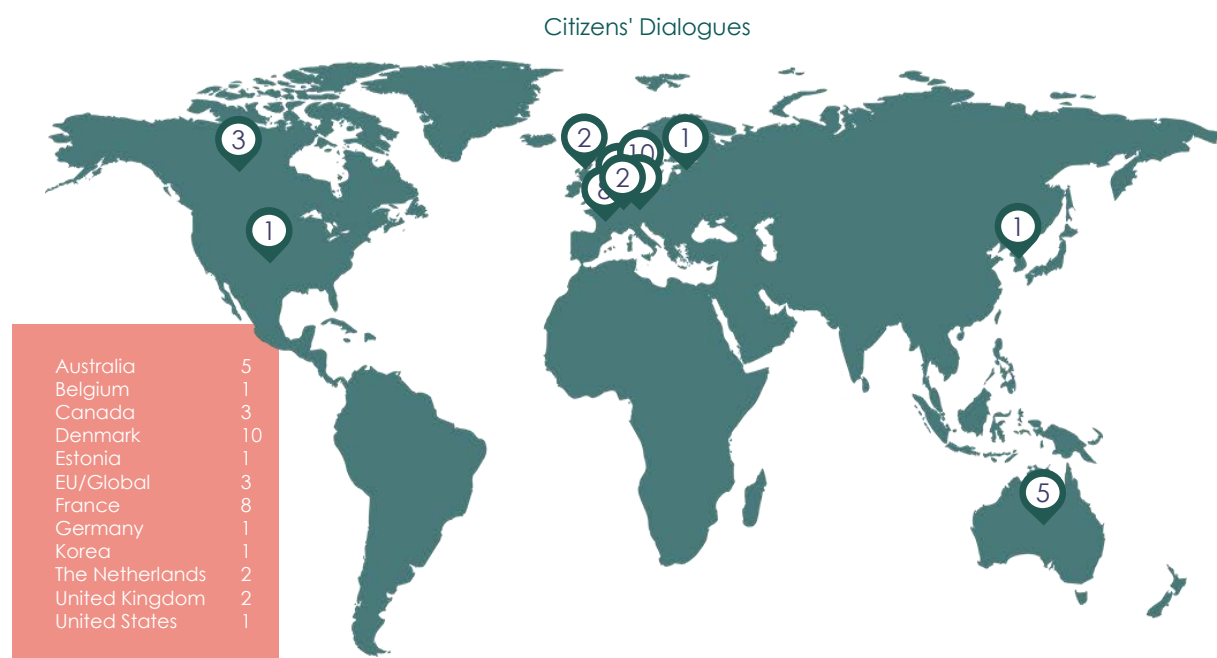 Citizens' Dialogues
3
2
10
1
2
8
1
1
5
Australia 5
Belgium 1
Canada 3
Denmark 10
Estonia 1
EU/Global 3
France 8
Germany 1
Korea 1
The Netherlands 2
United Kingdom 2
United States 1